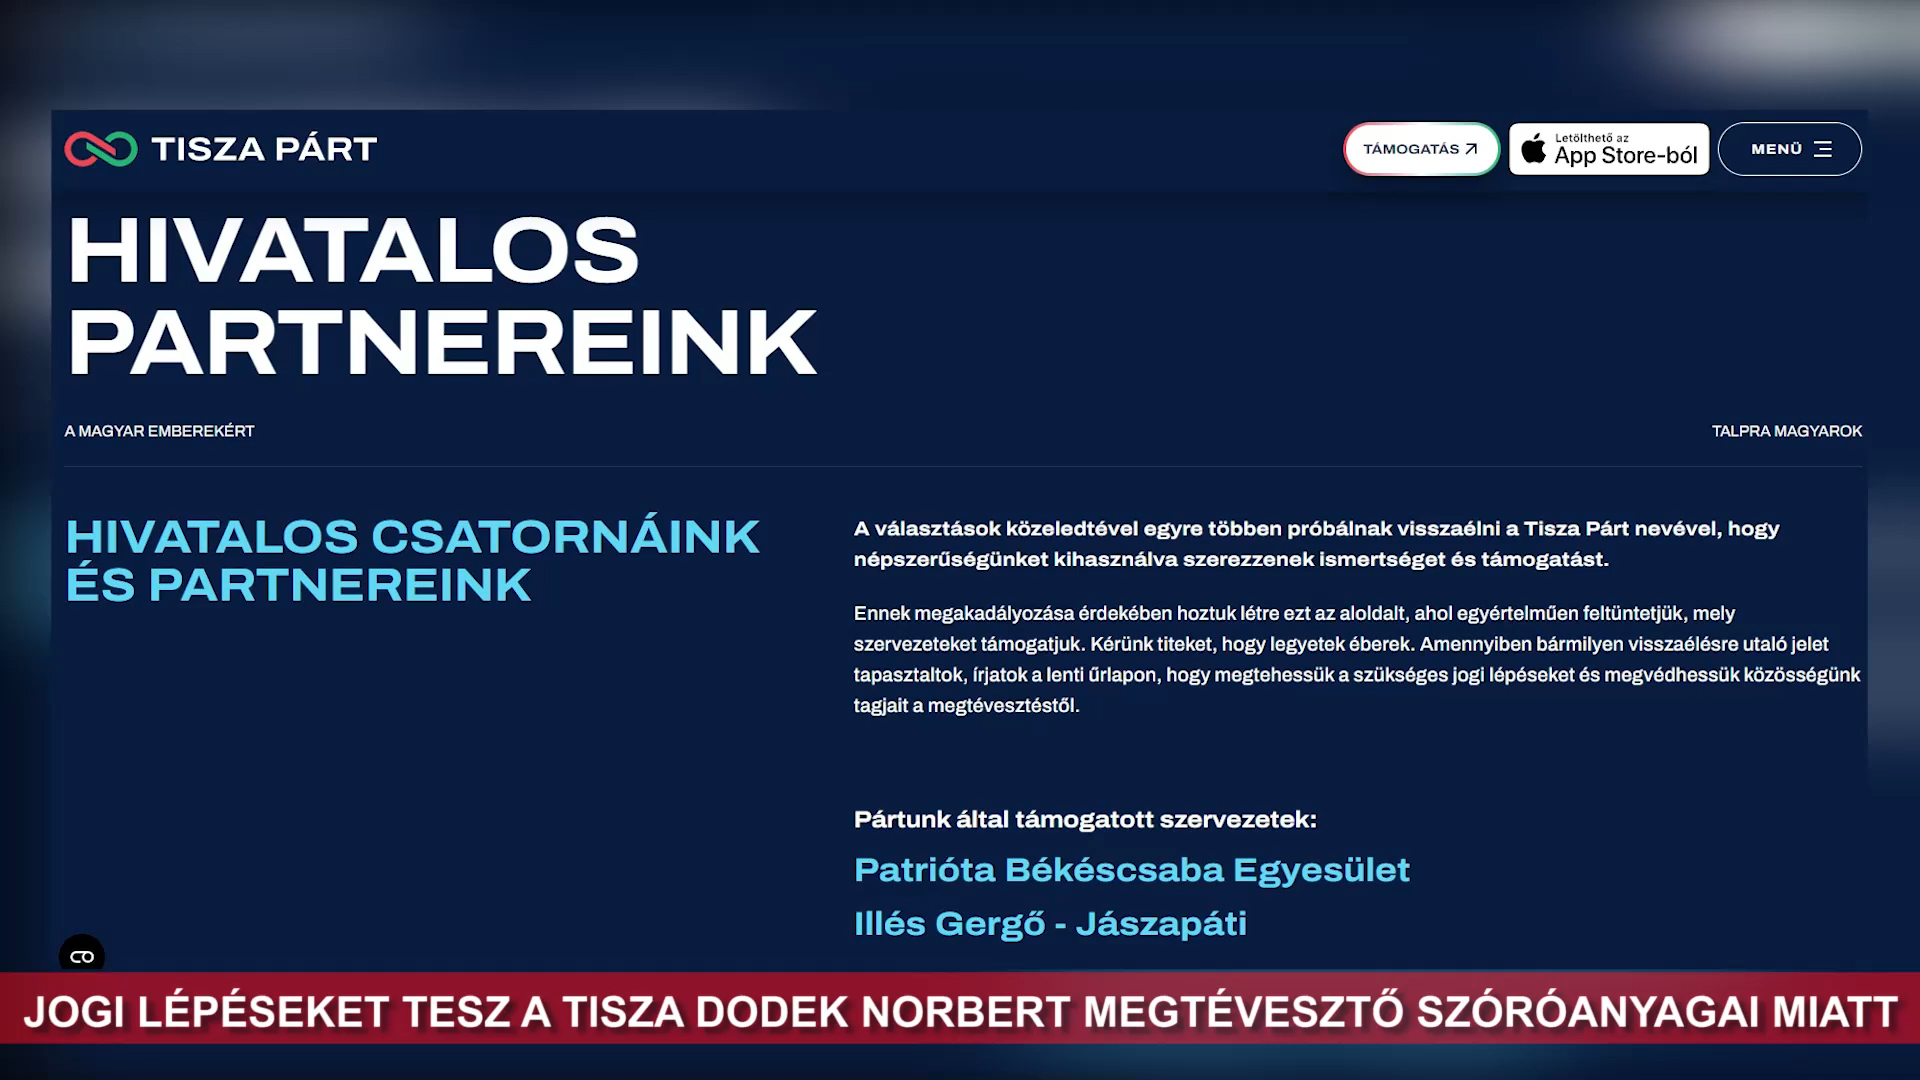 TISZA PÁRT
TÁMOGATÁS
Letölthető az
App Store-ból
MENÜ
HIVATALOS
PARTNEREINK
A MAGYAR EMBEREKÉRT
TALPRA MAGYAROK
HIVATALOS CSATORNÁINK
ÉS PARTNEREINK
A választások közeledtével egyre többen próbálnak visszaélni a Tisza Párt nevével, hogy
népszerűségünket kihasználva szerezzenek ismertséget és támogatást.
Ennek megakadályozása érdekében hoztuk létre ezt az aloldalt, ahol egyértelműen feltüntetjük, mely
szervezeteket támogatjuk. Kérünk titeket, hogy legyetek éberek. Amennyiben bármilyen visszaélésre utaló jelet
tapasztaltok, írjatok a lenti űrlapon, hogy megtehessük a szükséges jogi lépéseket és megvédhessük közösségünk
tagjait a megtévesztéstől.
Pártunk által támogatott szervezetek:
Patrióta Békéscsaba Egyesület
Illés Gergő - Jászapáti
JOGI LÉPÉSEKET TESZ A TISZA DODEK NORBERT MEGTÉVESZTŐ SZÓRÓANYAGAI MIATT